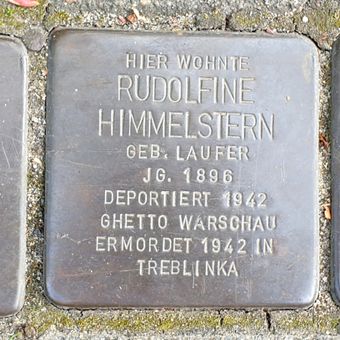 HIER WOHNTE
RUDOLFINE
HIMMELSTERN
GEB. LAUFER
JG. 1896
DEPORTIERT 1942
GHETTO WARSCHAU
ERMORDET 1942 IN
TREBLINKA